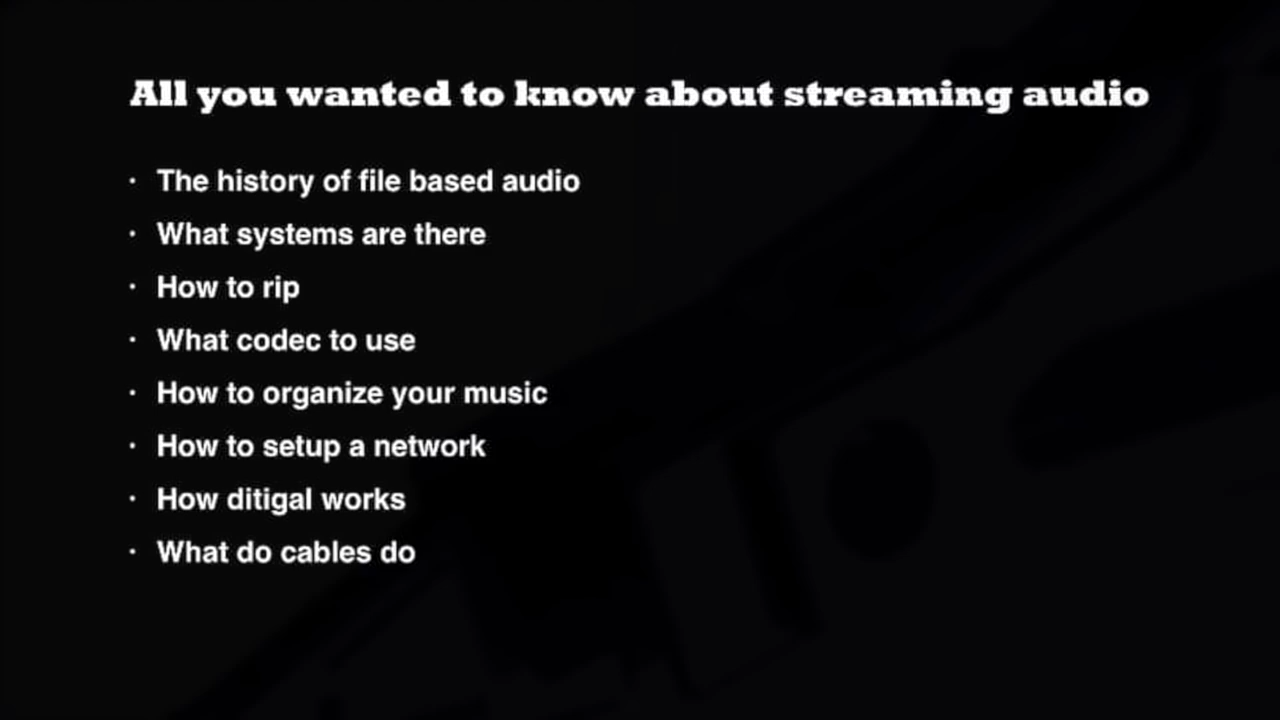 All you wanted to know about streaming audio
· The history of file based audio
· What systems are there
· How to rip
· What codec to use
· How to organize your music
· How to setup a network
· How ditigal works
· What do cables do